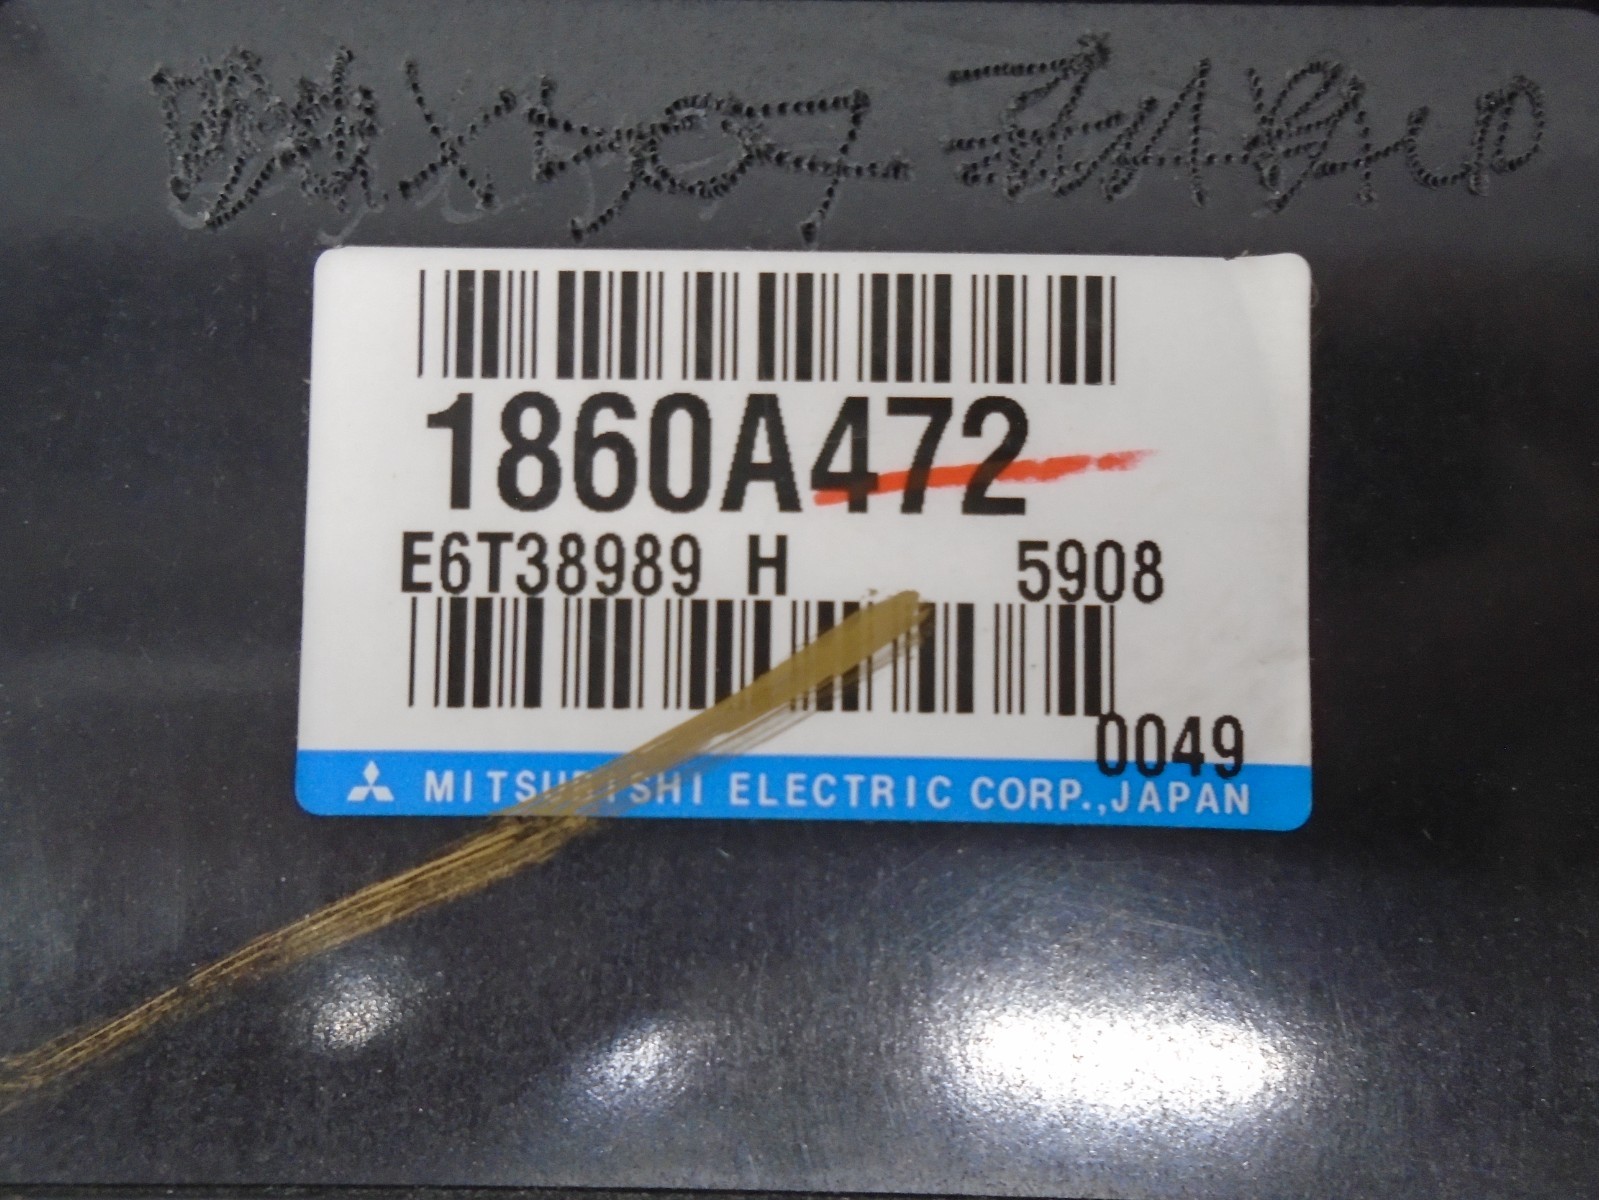 1860A472
E6T38989 H 5908
0049
MITSUBISHI ELECTRIC CORP.,JAPAN